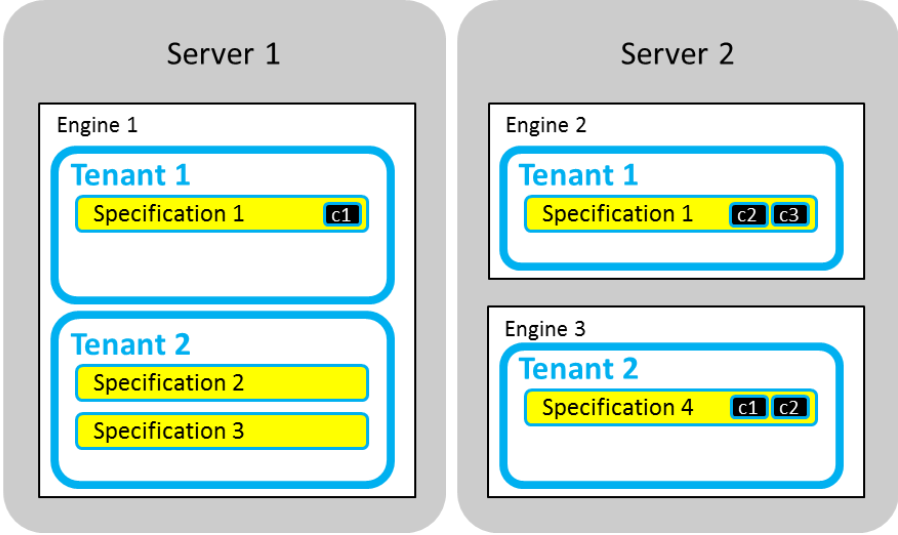 Server 1
Engine 1
Tenant 1
Specification 1 c1
Tenant 2
Specification 2
Specification 3
Server 2
Engine 2
Tenant 1
Specification 1 c2 c3
Engine 3
Tenant 2
Specification 4 c1 c2